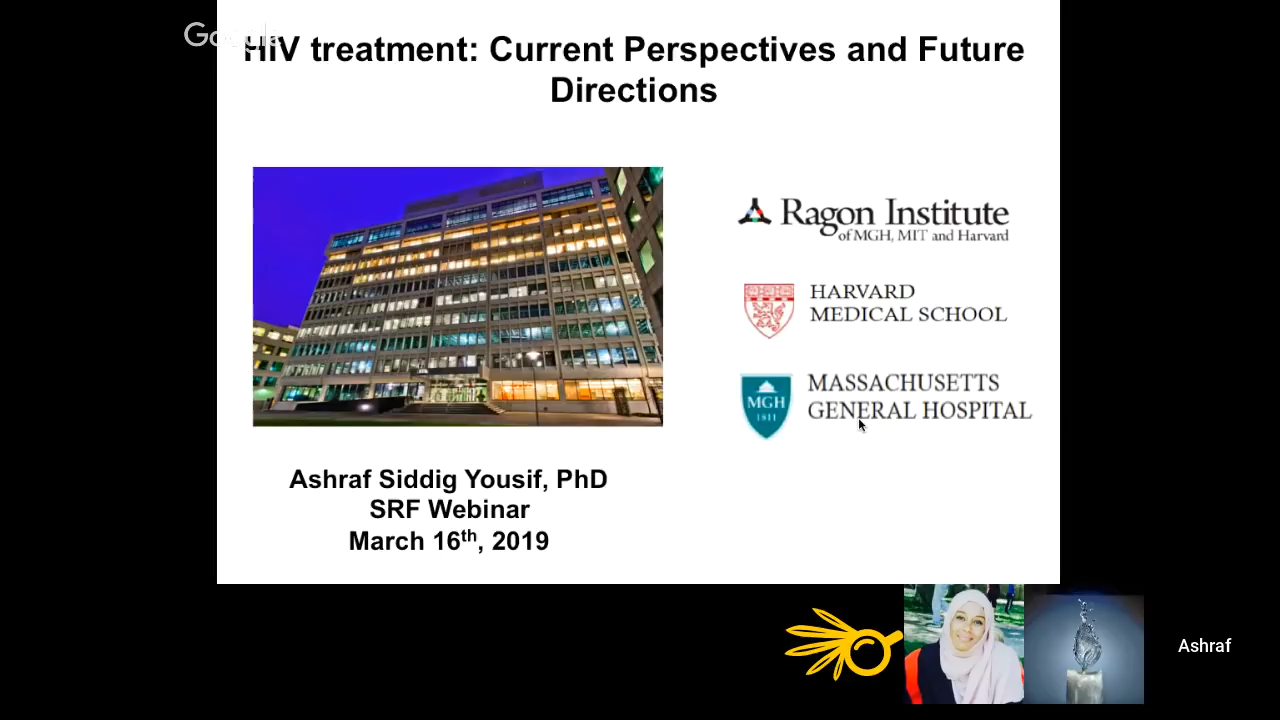 Google
HIV treatment: Current Perspectives and Future
Directions
Ragon Institute
of MGH, MIT and Harvard
HARVARD
MEDICAL SCHOOL
MGH
1811
MASSACHUSETTS
GENERAL HOSPITAL
Ashraf Siddig Yousif, PhD
SRF Webinar
March 16th, 2019
Ashraf